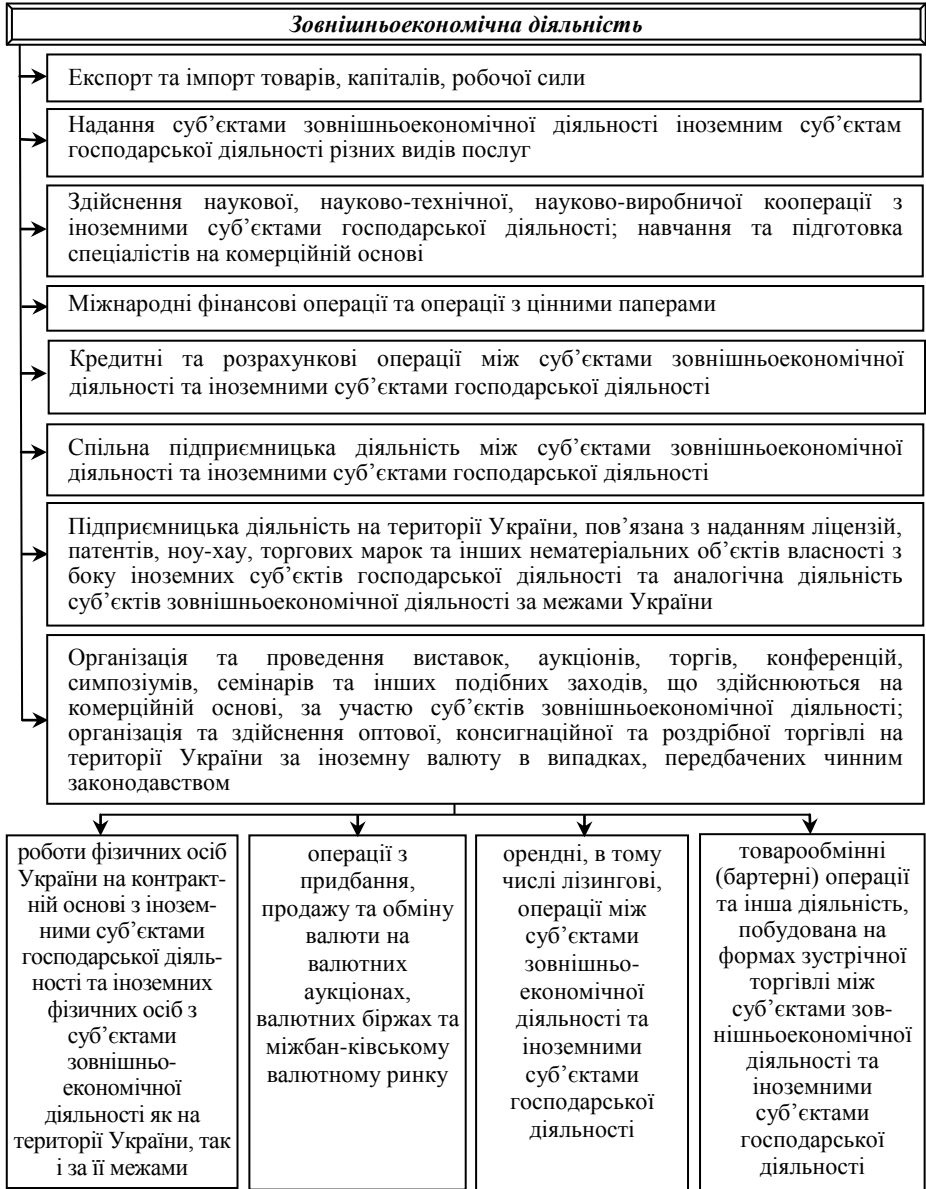 Зовнішньоекономічна діяльність
Експорт та імпорт товарів, капіталів, робочої сили
Надання суб’єктами зовнішньоекономічної діяльності іноземним суб’єктам
господарської діяльності різних видів послуг
Здійснення наукової, науково-технічної, науково-виробничої кооперації з
іноземними суб’єктами господарської діяльності; навчання та підготовка
спеціалістів на комерційній основі
Міжнародні фінансові операції та операції з цінними паперами
Кредитні та розрахункові операції між суб’єктами зовнішньоекономічної
діяльності та іноземними суб’єктами господарської діяльності
Спільна підприємницька діяльність між суб’єктами зовнішньоекономічної
діяльності та іноземними суб’єктами господарської діяльності
Підприємницька діяльність на території України, пов’язана з наданням ліцензій,
патентів, ноу-хау, торгових марок та інших нематеріальних об’єктів власності з
боку іноземних суб’єктів господарської діяльності та аналогічна діяльність
суб’єктів зовнішньоекономічної діяльності за межами України
Організація та проведення виставок, аукціонів, торгів, конференцій,
симпозіумів, семінарів та інших подібних заходів, що здійснюються на
комерційній основі, за участю суб’єктів зовнішньоекономічної діяльності;
організація та здійснення оптової, консигнаційної та роздрібної торгівлі на
території України за іноземну валюту в випадках, передбачених чинним
законодавством
роботи фізичних осіб
України на контракт-
ній основі з інозем-
ними суб’єктами
господарської діяль-
ності та іноземних
фізичних осіб з
суб’єктами
зовнішньо-
економічної
діяльності як на
території України, так
і за її межами
операції з
придбання,
продажу та обміну
валюти на
валютних
аукціонах,
валютних біржах та
міжбан-ківському
валютному ринку
орендні, в тому
числі лізингові,
операції між
суб’єктами
зовнішньо-
економічної
діяльності та
іноземними
суб’єктами
господарської
діяльності
товарообмінні
(бартерні) операції
та інша діяльність,
побудована на
формах зустрічної
торгівлі між
суб’єктами зов-
нішньоекономічної
діяльності та
іноземними
суб’єктами
господарської
діяльності